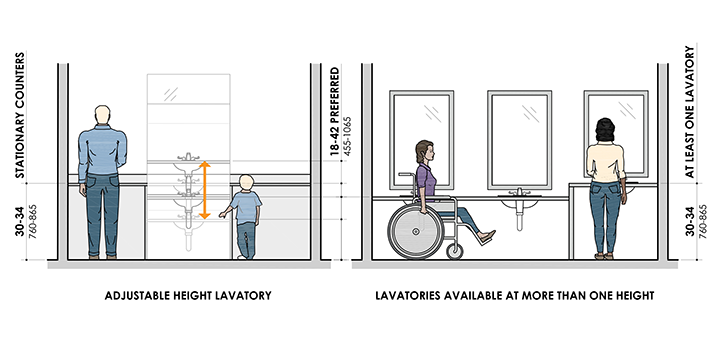 STATIONARY COUNTERS
30-34
760-865
18-42 PREFERRED
455-1065
AT LEAST ONE LAVATORY
30-34
760-865
ADJUSTABLE HEIGHT LAVATORY
LAVATORIES AVAILABLE AT MORE THAN ONE HEIGHT